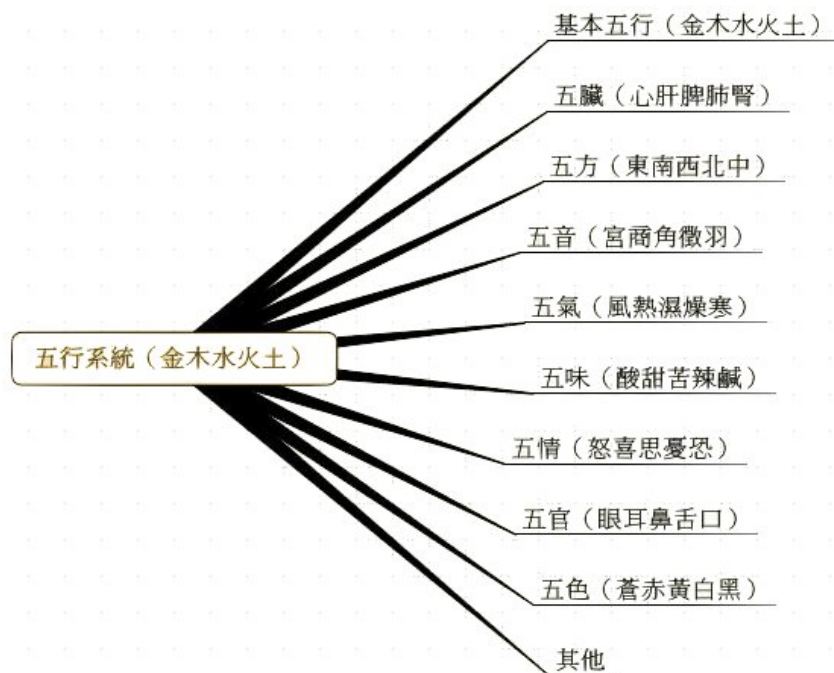 基本五行（金木水火土）
五臟（心肝脾肺腎）
五方（東南西北中）
五音（宮商角徵羽）
五氣（風熱濕燥寒）
五行系統（金木水火土）
五味（酸甜苦辣鹹）
五情（怒喜思憂恐）
五官（眼耳鼻舌口）
五色（蒼赤黃白黑）
其他